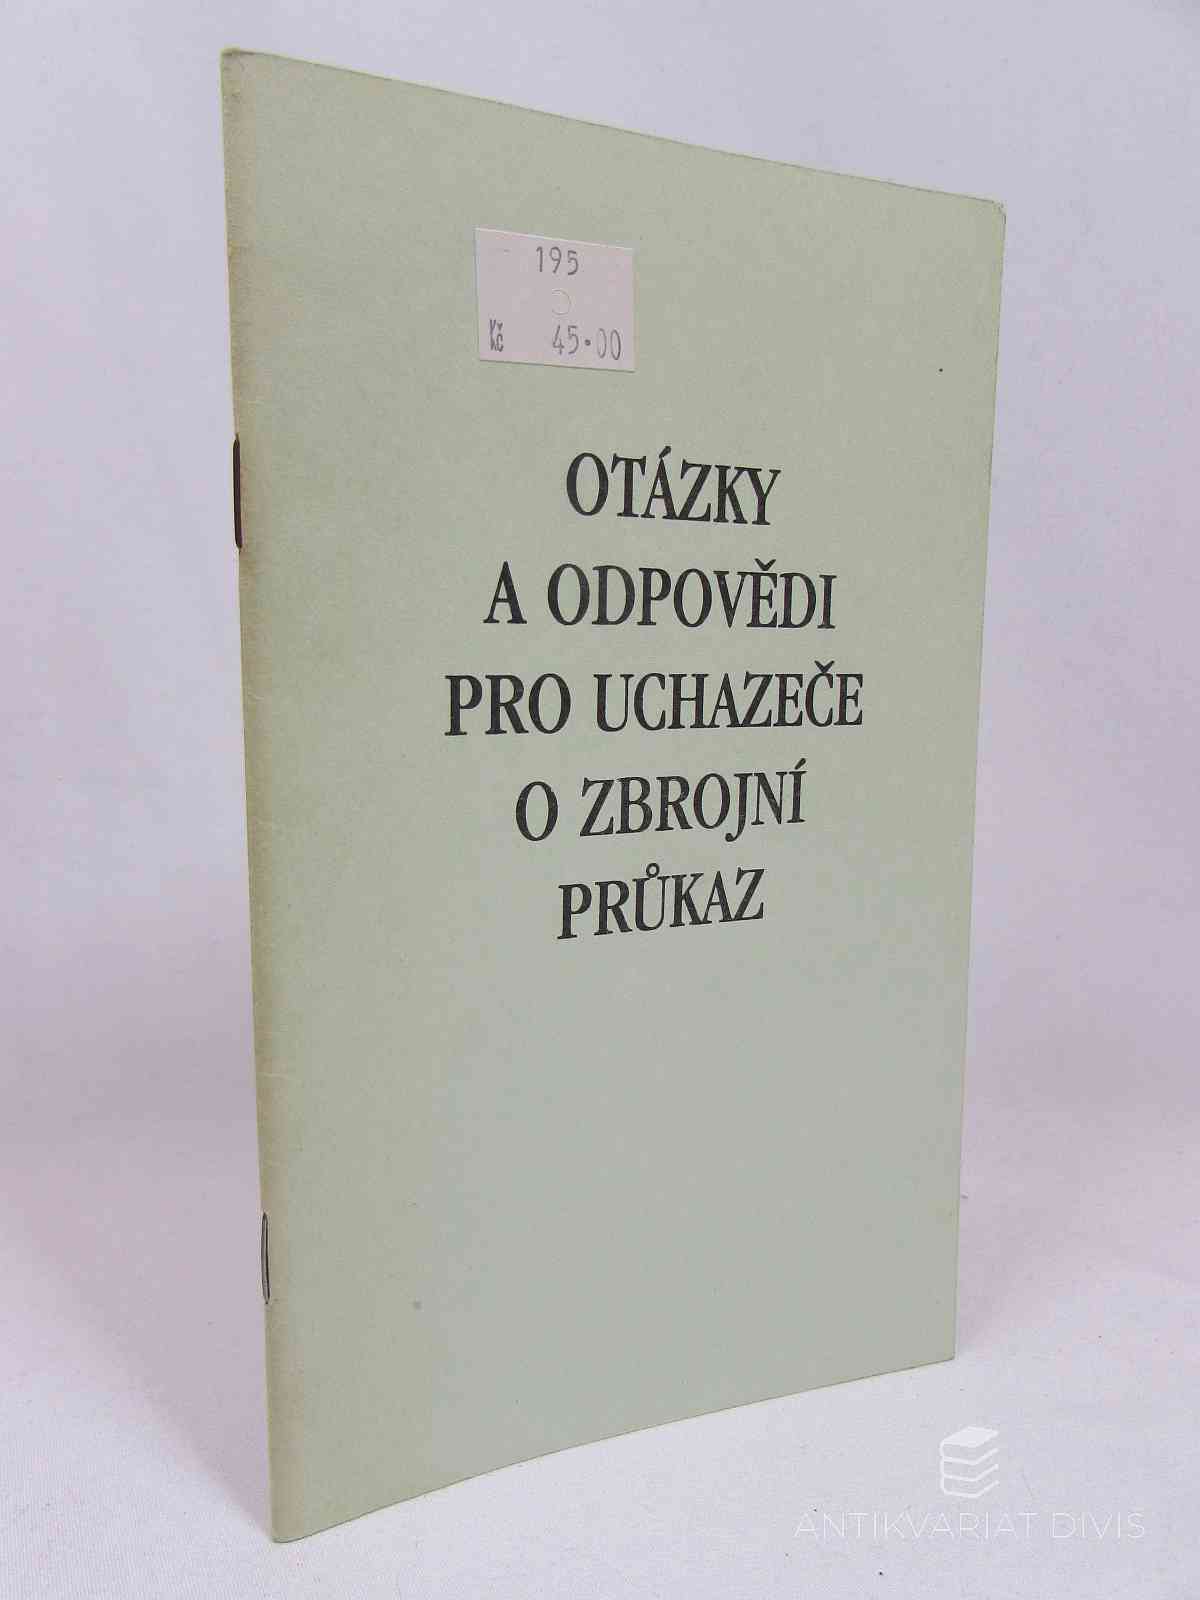 195
Kč 45.00
OTÁZKY
A ODPOVĚDI
PRO UCHAZEČE
O ZBROJNÍ
PRŮKAZ
ANTIKVARIAT DIVIS